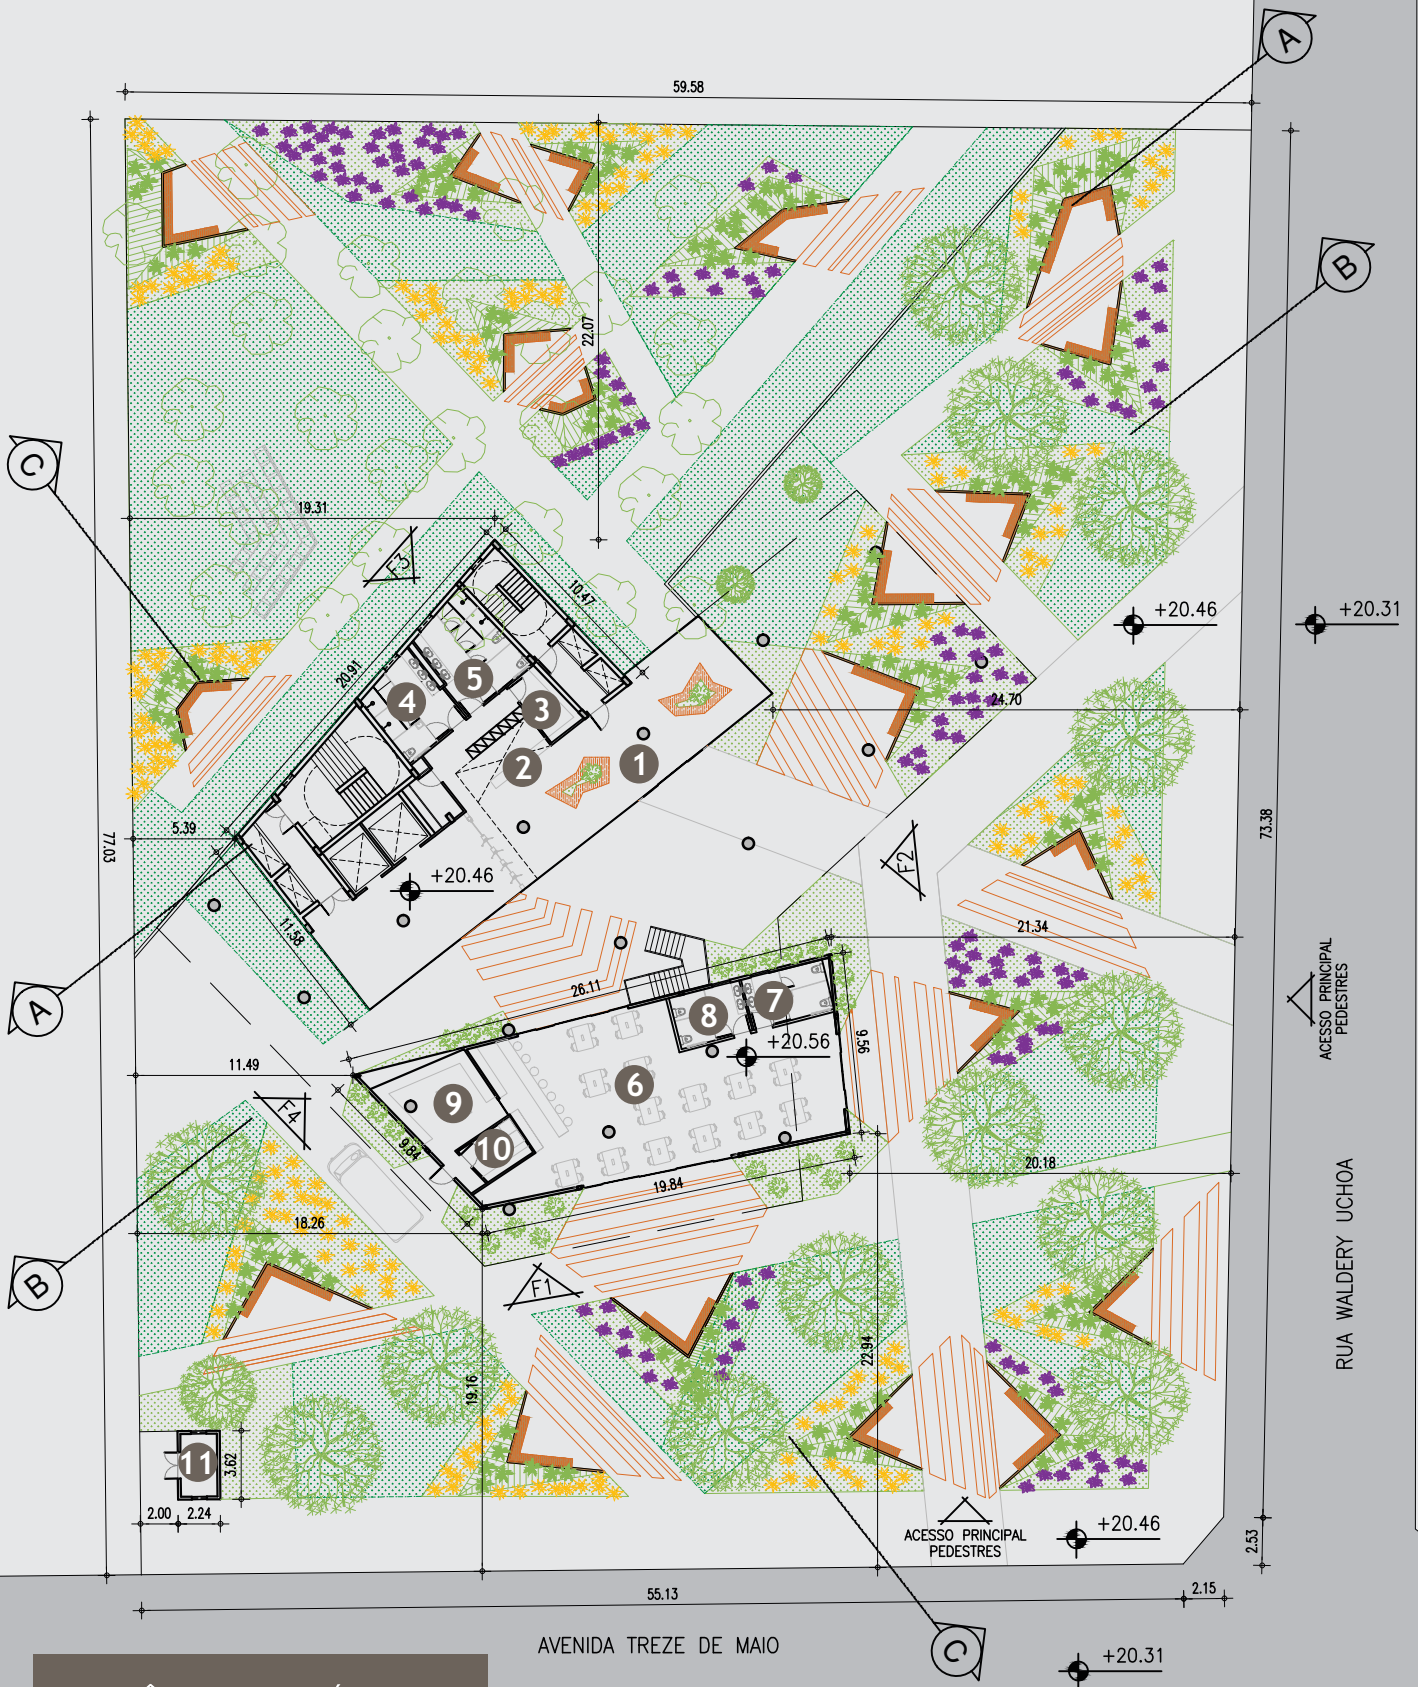 A
59.58
B
22.07
C
19.31
F3
10.47
+20.46
+20.31
20.91
5
4
3
24.70
2
1
5.39
77.03
73.38
F2
+20.46
11.58
21.34
26.11
7
8
ACESSO PRINCIPAL
PEDESTRES
A
+20.56
9.56
11.49
6
9
F4
10
9.84
20.18
19.84
18.26
RUA WALDERY UCHOA
B
F1
22.94
19.16
11
3.62
2.00
2.24
ACESSO PRINCIPAL
PEDESTRES
+20.46
2.53
55.13
2.15
AVENIDA TREZE DE MAIO
C
+20.31